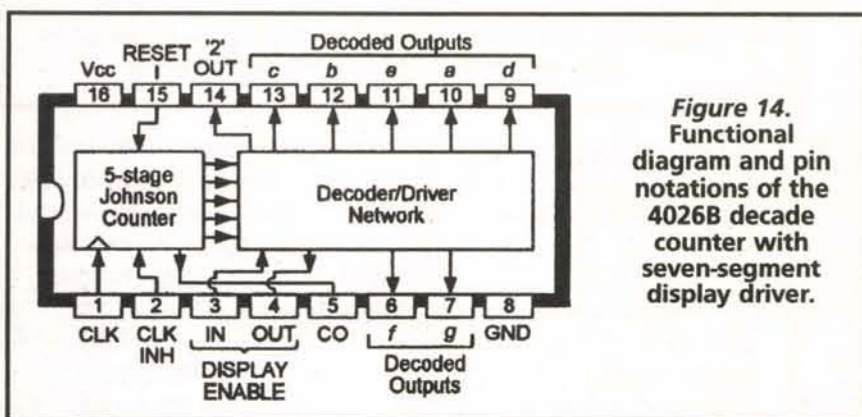 Decoded Outputs
Vcc RESET '2' OUT c b e a d
16 15 14 13 12 11 10 9
5-stage
Johnson
Counter
Decoder/Driver
Network
1 2 3 4 5 6 7 8
CLK CLK INH IN OUT CO f g GND
DISPLAY
ENABLE
Decoded
Outputs
Figure 14.
Functional
diagram and pin
notations of the
4026B decade
counter with
seven-segment
display driver.